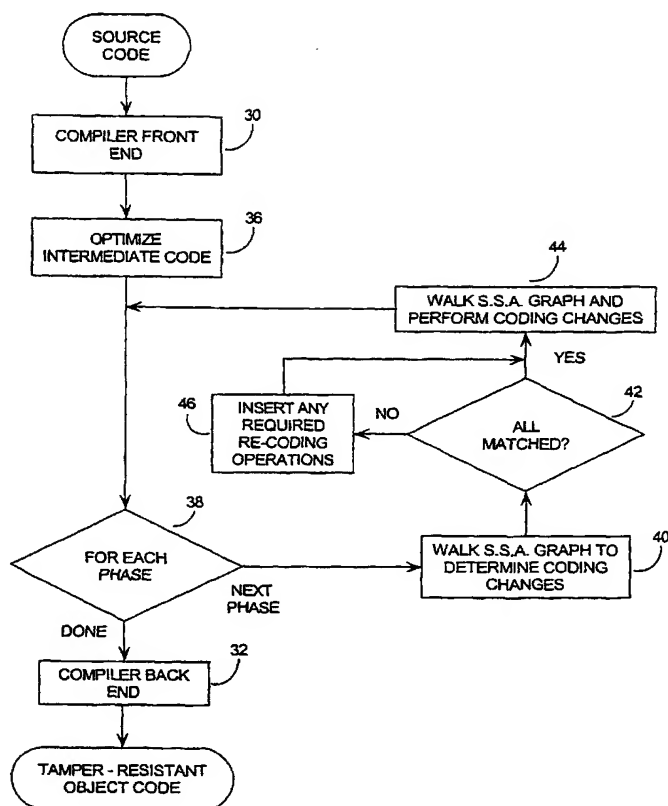 SOURCE
CODE
30
COMPILER FRONT
END
36
OPTIMIZE
INTERMEDIATE CODE
44
WALK S.S.A. GRAPH AND
PERFORM CODING CHANGES
YES
46
INSERT ANY
REQUIRED
RE-CODING
OPERATIONS
NO
42
ALL
MATCHED?
38
FOR EACH
PHASE
NEXT
PHASE
40
WALK S.S.A. GRAPH TO
DETERMINE CODING
CHANGES
DONE
32
COMPILER BACK
END
TAMPER - RESISTANT
OBJECT CODE